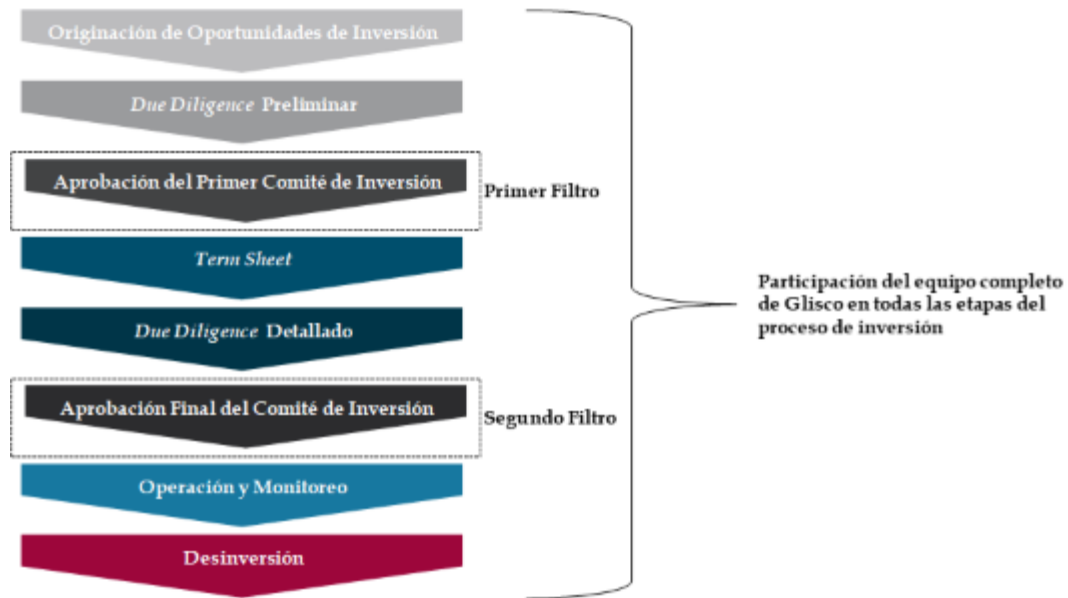 Originación de Oportunidades de Inversión
Due Diligence Preliminar
Aprobación del Primer Comité de Inversión
Primer Filtro
Term Sheet
Due Diligence Detallado
Aprobación Final del Comité de Inversión
Segundo Filtro
Operación y Monitoreo
Desinversión
Participación del equipo completo
de Glisco en todas las etapas del
proceso de inversión